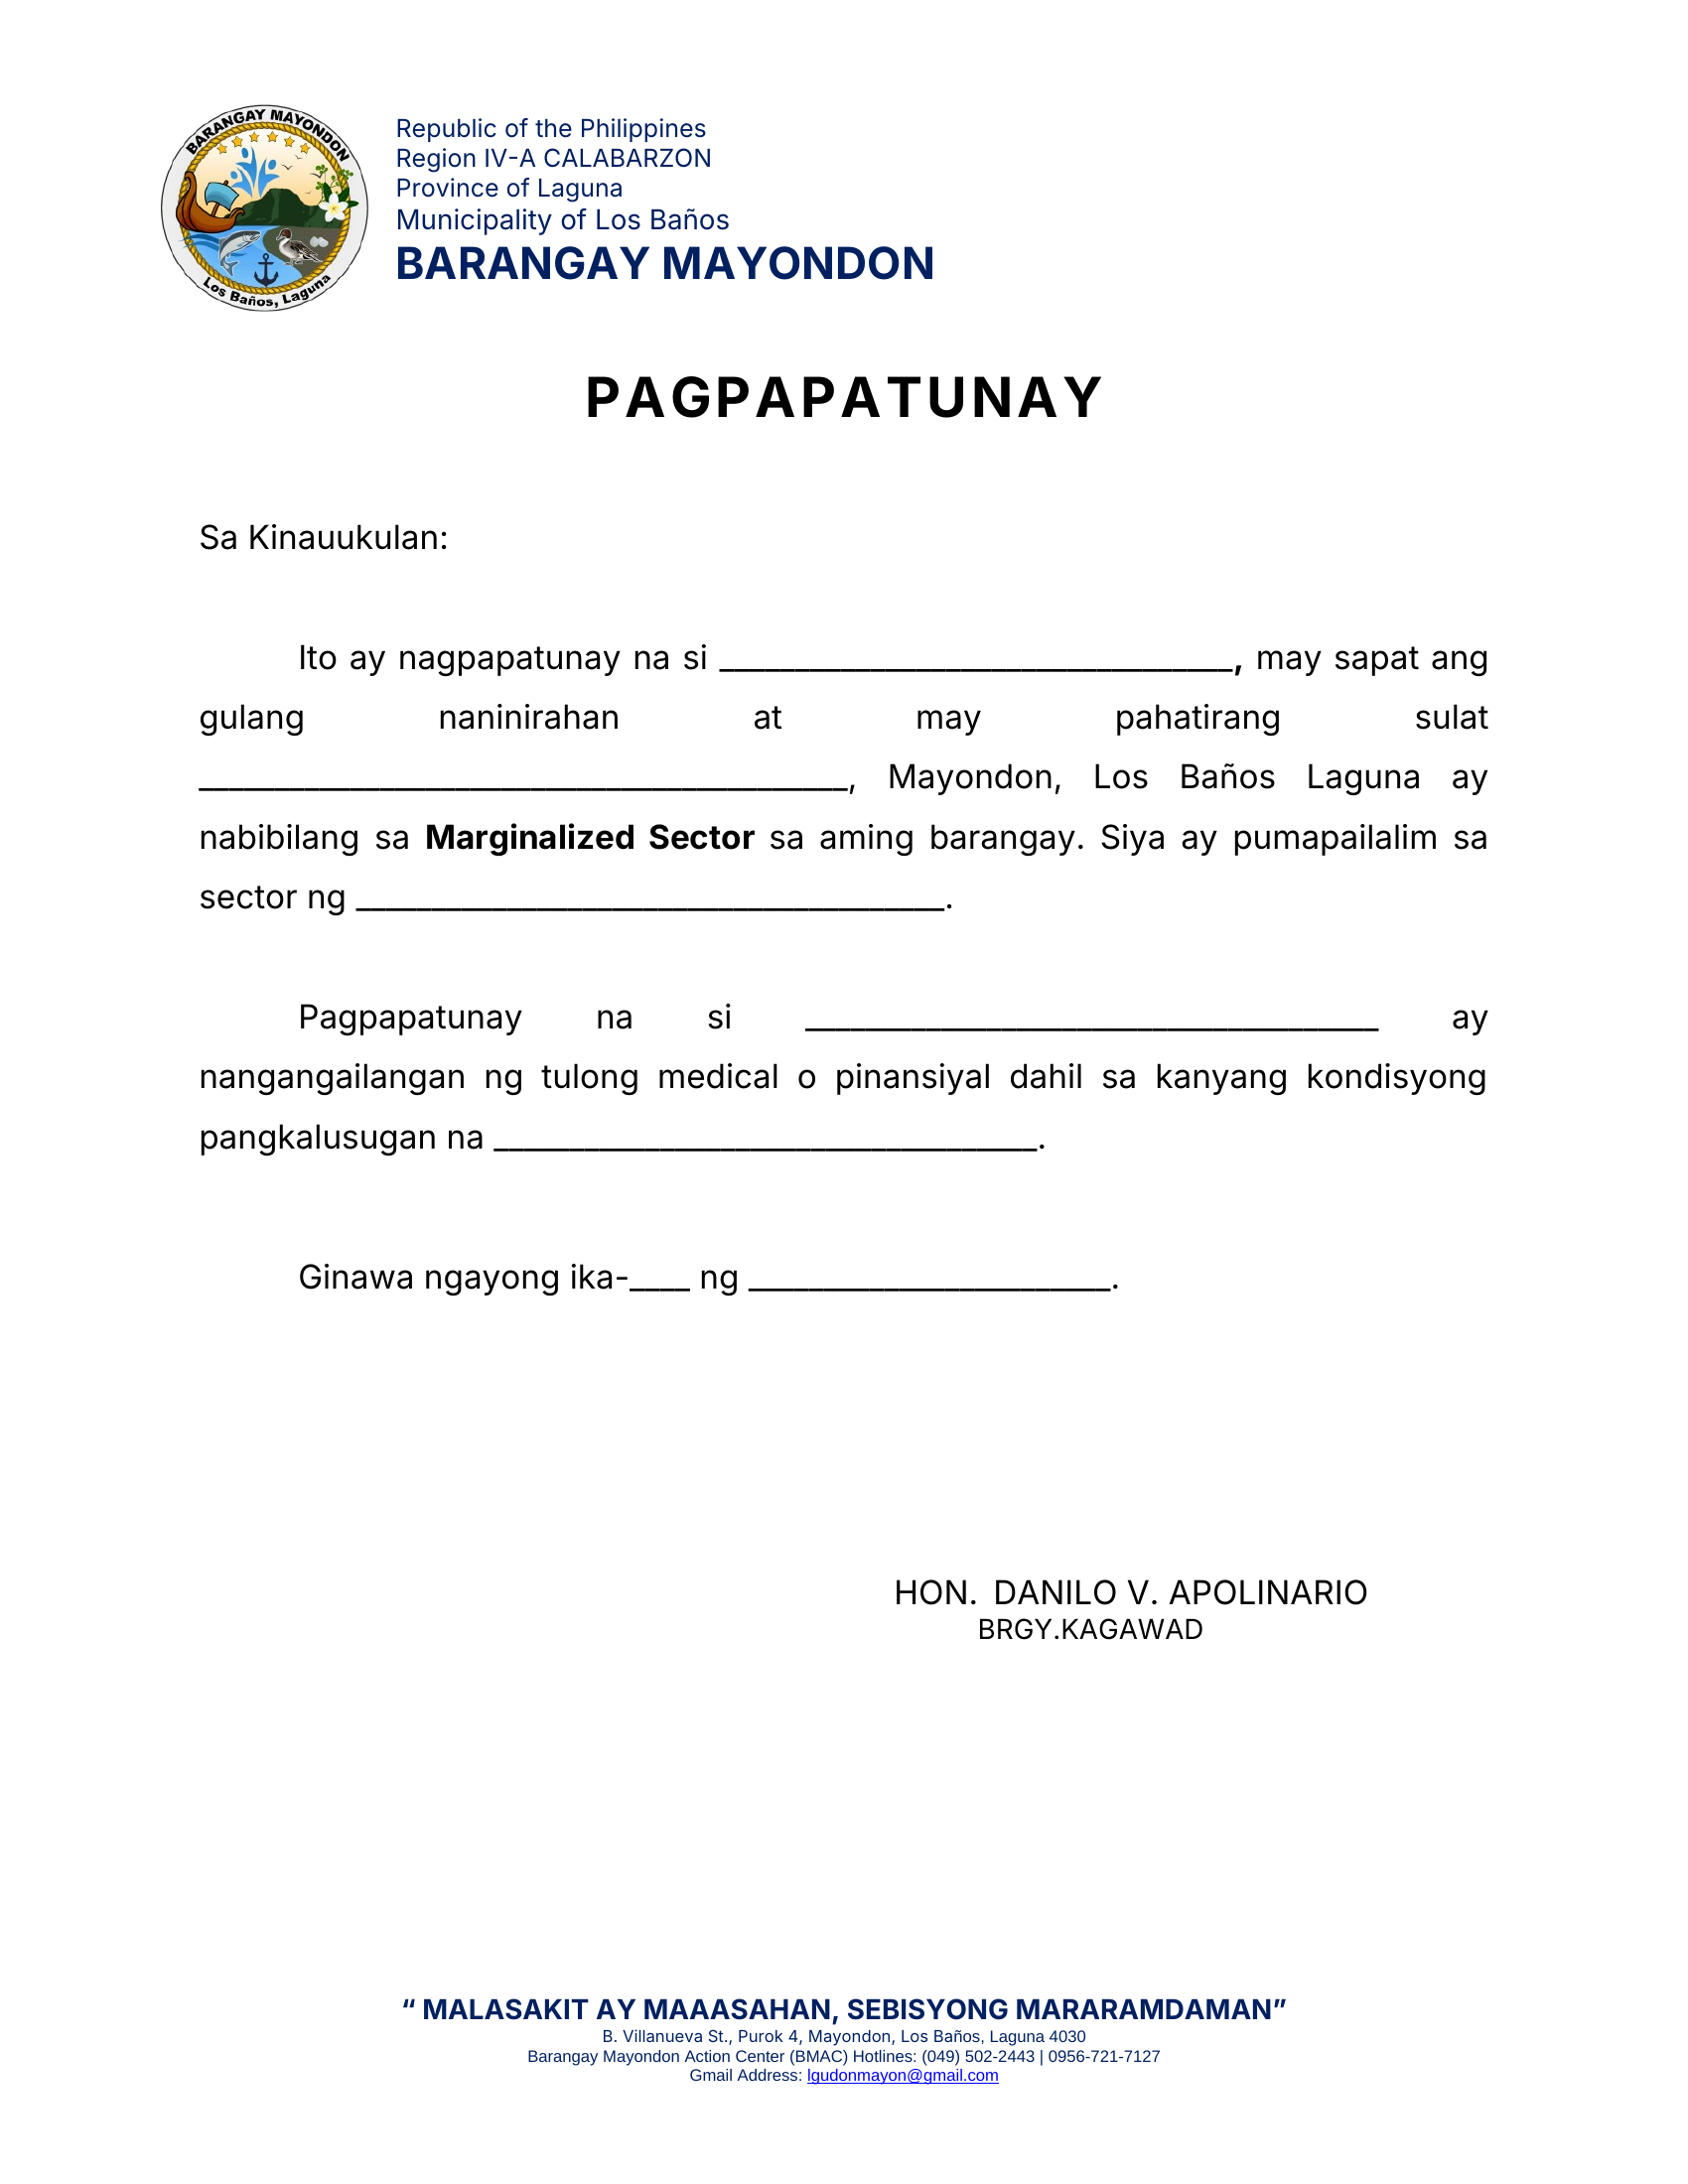 BARANGAY MAYONDON
Los Baños, Laguna
Republic of the Philippines
Region IV-A CALABARZON
Province of Laguna
Municipality of Los Baños
BARANGAY MAYONDON
PAGPAPATUNAY
Sa Kinauukulan:
Ito ay nagpapatunay na si __________________________________, may sapat ang
gulang naninirahan at may pahatirang sulat
___________________________________________, Mayondon, Los Baños Laguna ay
nabibilang sa Marginalized Sector sa aming barangay. Siya ay pumapailalim sa
sector ng _______________________________________.
Pagpapatunay na si ______________________________________ ay
nangangailangan ng tulong medical o pinansiyal dahil sa kanyang kondisyong
pangkalusugan na ____________________________________.
Ginawa ngayong ika-____ ng ________________________.
HON. DANILO V. APOLINARIO
BRGY.KAGAWAD
“ MALASAKIT AY MAAASAHAN, SEBISYONG MARARAMDAMAN”
B. Villanueva St., Purok 4, Mayondon, Los Baños, Laguna 4030
Barangay Mayondon Action Center (BMAC) Hotlines: (049) 502-2443 | 0956-721-7127
Gmail Address: lgudonmayon@gmail.com